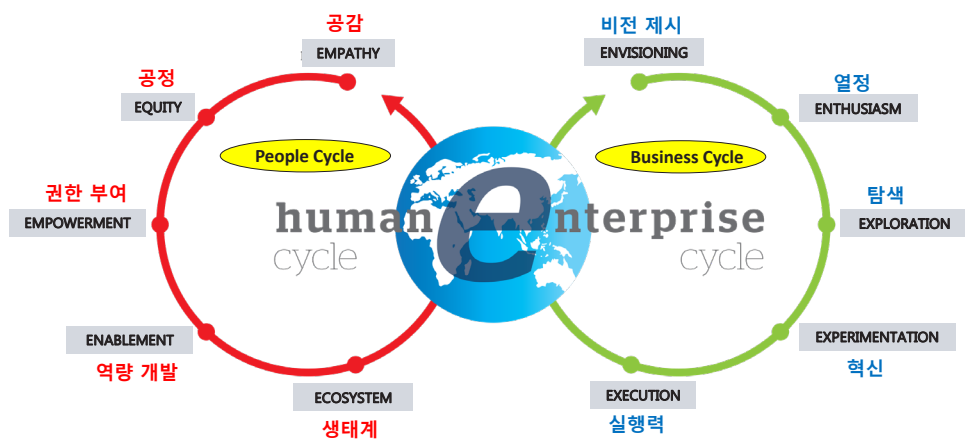 공감
EMPATHY
공정
EQUITY
권한 부여
EMPOWERMENT
ENABLEMENT
역량 개발
ECOSYSTEM
생태계
People Cycle
human e nterprise
cycle
cycle
Business Cycle
비전 제시
ENVISIONING
열정
ENTHUSIASM
탐색
EXPLORATION
EXPERIMENTATION
혁신
EXECUTION
실행력